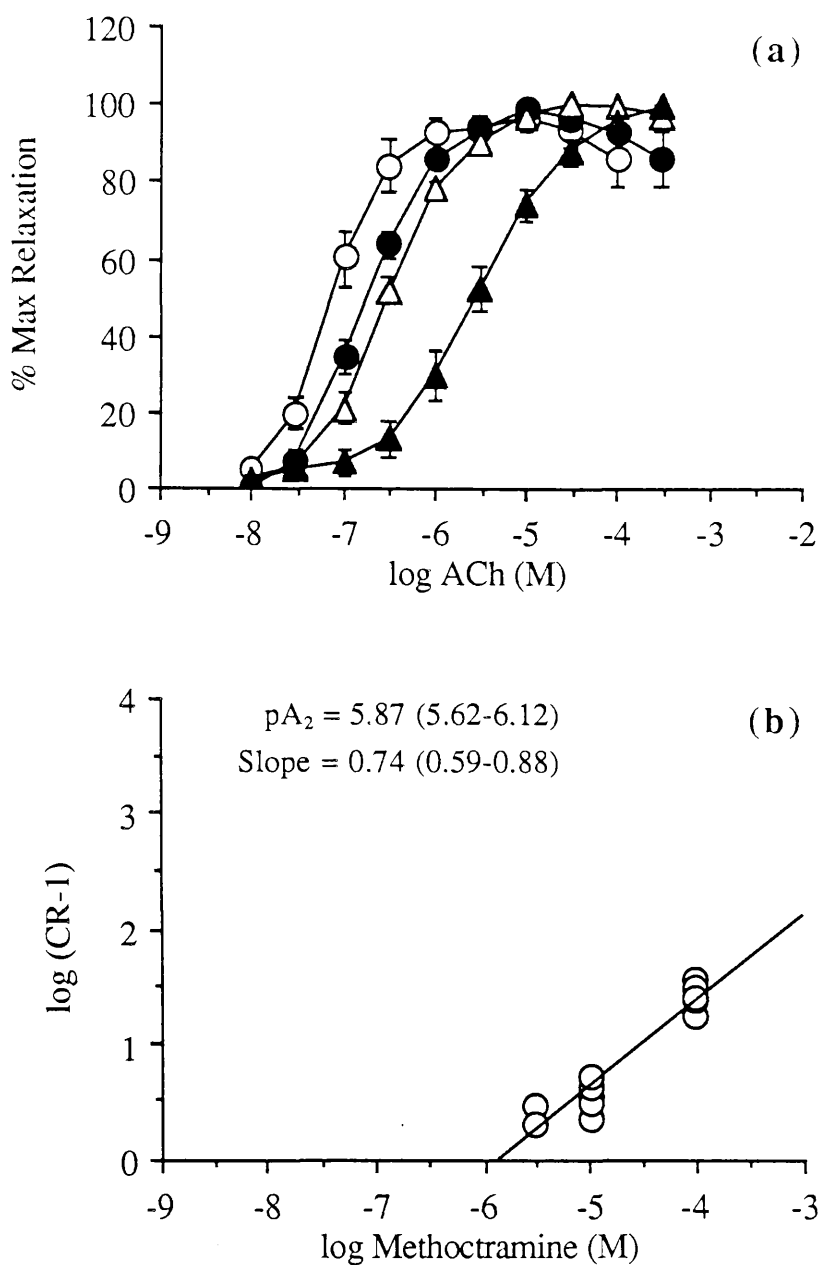 (a)
120
100
80
60
40
20
0
% Max Relaxation
-9 -8 -7 -6 -5 -4 -3 -2
log ACh (M)
(b)
pA2 = 5.87 (5.62-6.12)
Slope = 0.74 (0.59-0.88)
4
3
2
1
0
log (CR-1)
-9 -8 -7 -6 -5 -4 -3
log Methoctramine (M)